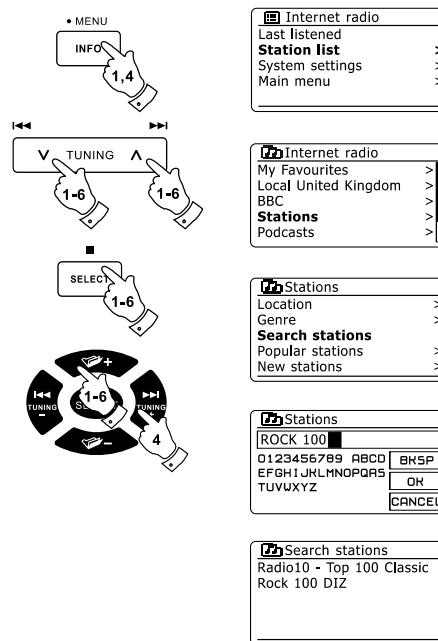 • MENU
INFO
1,4
TUNING
1-6
1-6
SELECT
1-6
+
TUNING
-
1-6
TUNING
4
-
Internet radio
Last listened
Station list >
System settings >
Main menu >
Internet radio
My Favourites >
Local United Kingdom >
BBC >
Stations >
Podcasts >
Stations
Location >
Genre >
Search stations
Popular stations >
New stations >
Stations
ROCK 100
0123456789 ABCD BKSP
EFGHIJKLMNOPQRS OK
TUVWXYZ CANCEL
Search stations
Radio10 - Top 100 Classic
Rock 100 DIZ